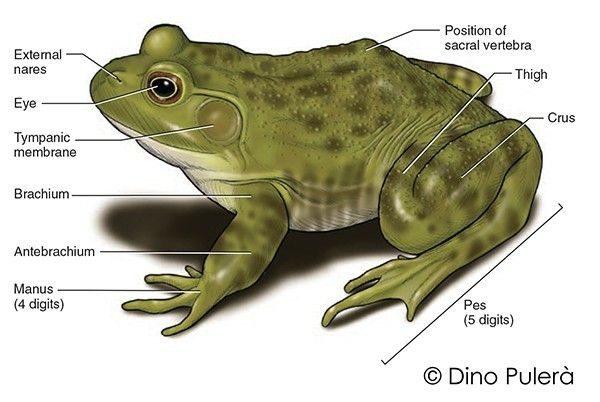 External
nares
Eye
Tympanic
membrane
Brachium
Antebrachium
Manus
(4 digits)
Position of
sacral vertebra
Thigh
Crus
Pes
(5 digits)
© Dino Pulerà